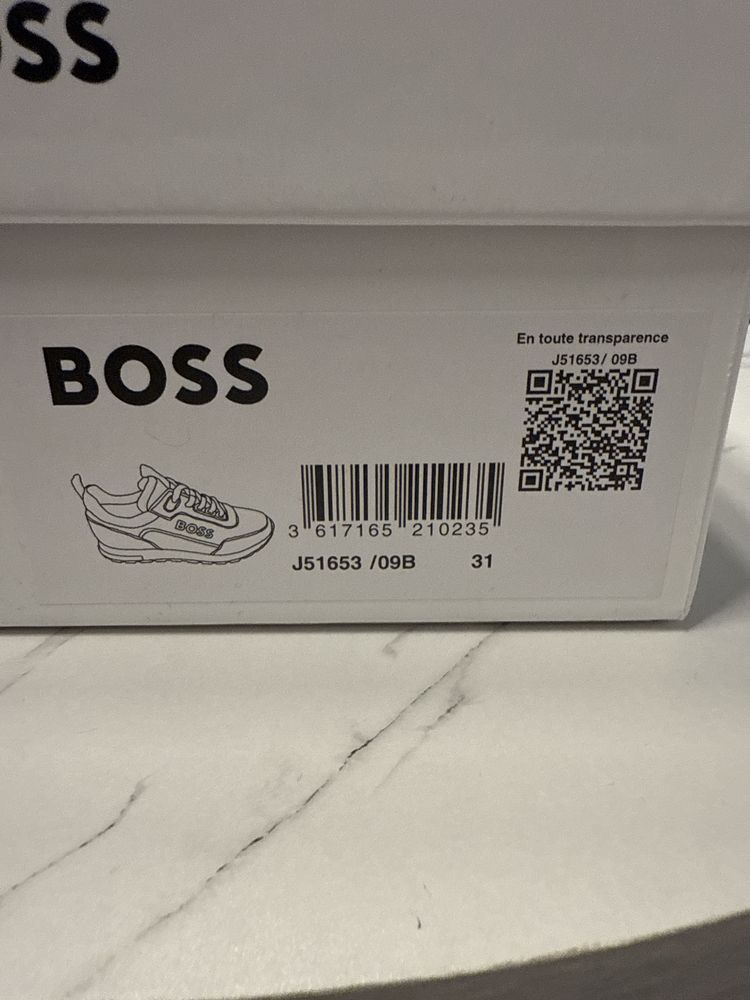 OSS
BOSS
En toute transparence
J51653/ 09B
BOSS
3 617165 210235
J51653 /09B 31